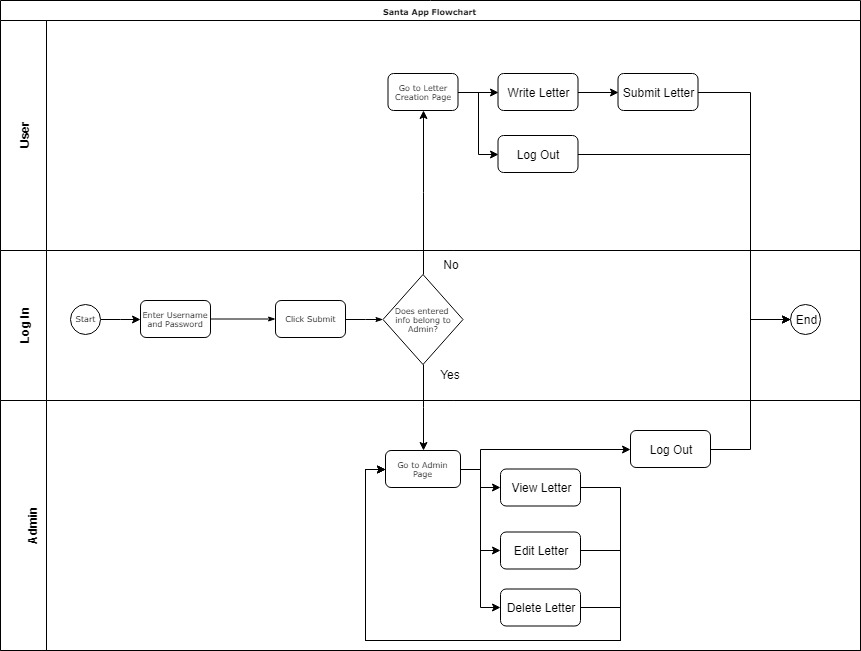 Santa App Flowchart
User
Go to Letter
Creation Page
Write Letter
Submit Letter
Log Out
Log In
No
Start
Enter Username
and Password
Click Submit
Does entered
info belong to
Admin?
End
Yes
Admin
Go to Admin
Page
Log Out
View Letter
Edit Letter
Delete Letter